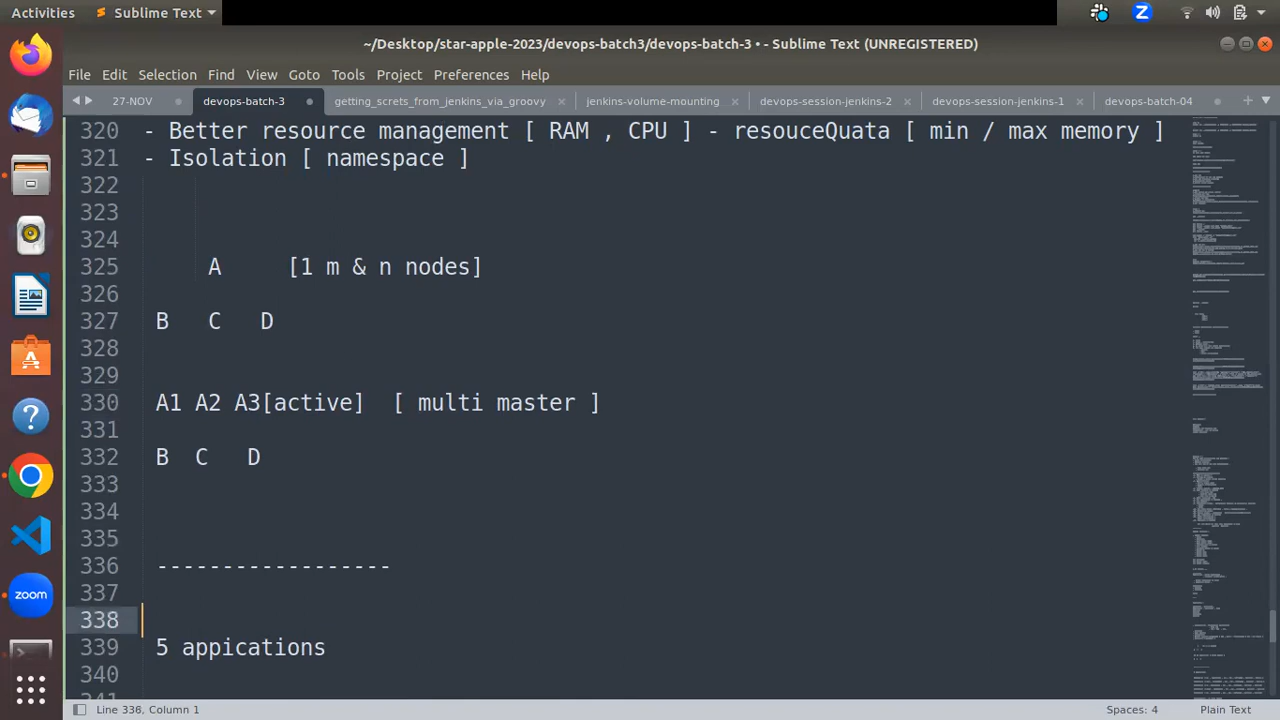 Activities Sublime Text
~/Desktop/star-apple-2023/devops-batch3/devops-batch-3 • - Sublime Text (UNREGISTERED)
File Edit Selection Find View Goto Tools Project Preferences Help
27-NOV devops-batch-3 getting_screts_from_jenkins_via_groovy jenkins-volume-mounting devops-session-jenkins-2 devops-session-jenkins-1 devops-batch-04
320 - Better resource management [ RAM , CPU ] - resouceQuata [ min / max memory ]
321 - Isolation [ namespace ]
322
323
324
325 A [1 m & n nodes]
326
327 B C D
328
329
330 A1 A2 A3[active] [ multi master ]
331
332 B C D
333
334
335
336 ------------------
337
338
339 5 appications
340
341
zoom
Line 338, Column 1 Spaces: 4 Plain Text